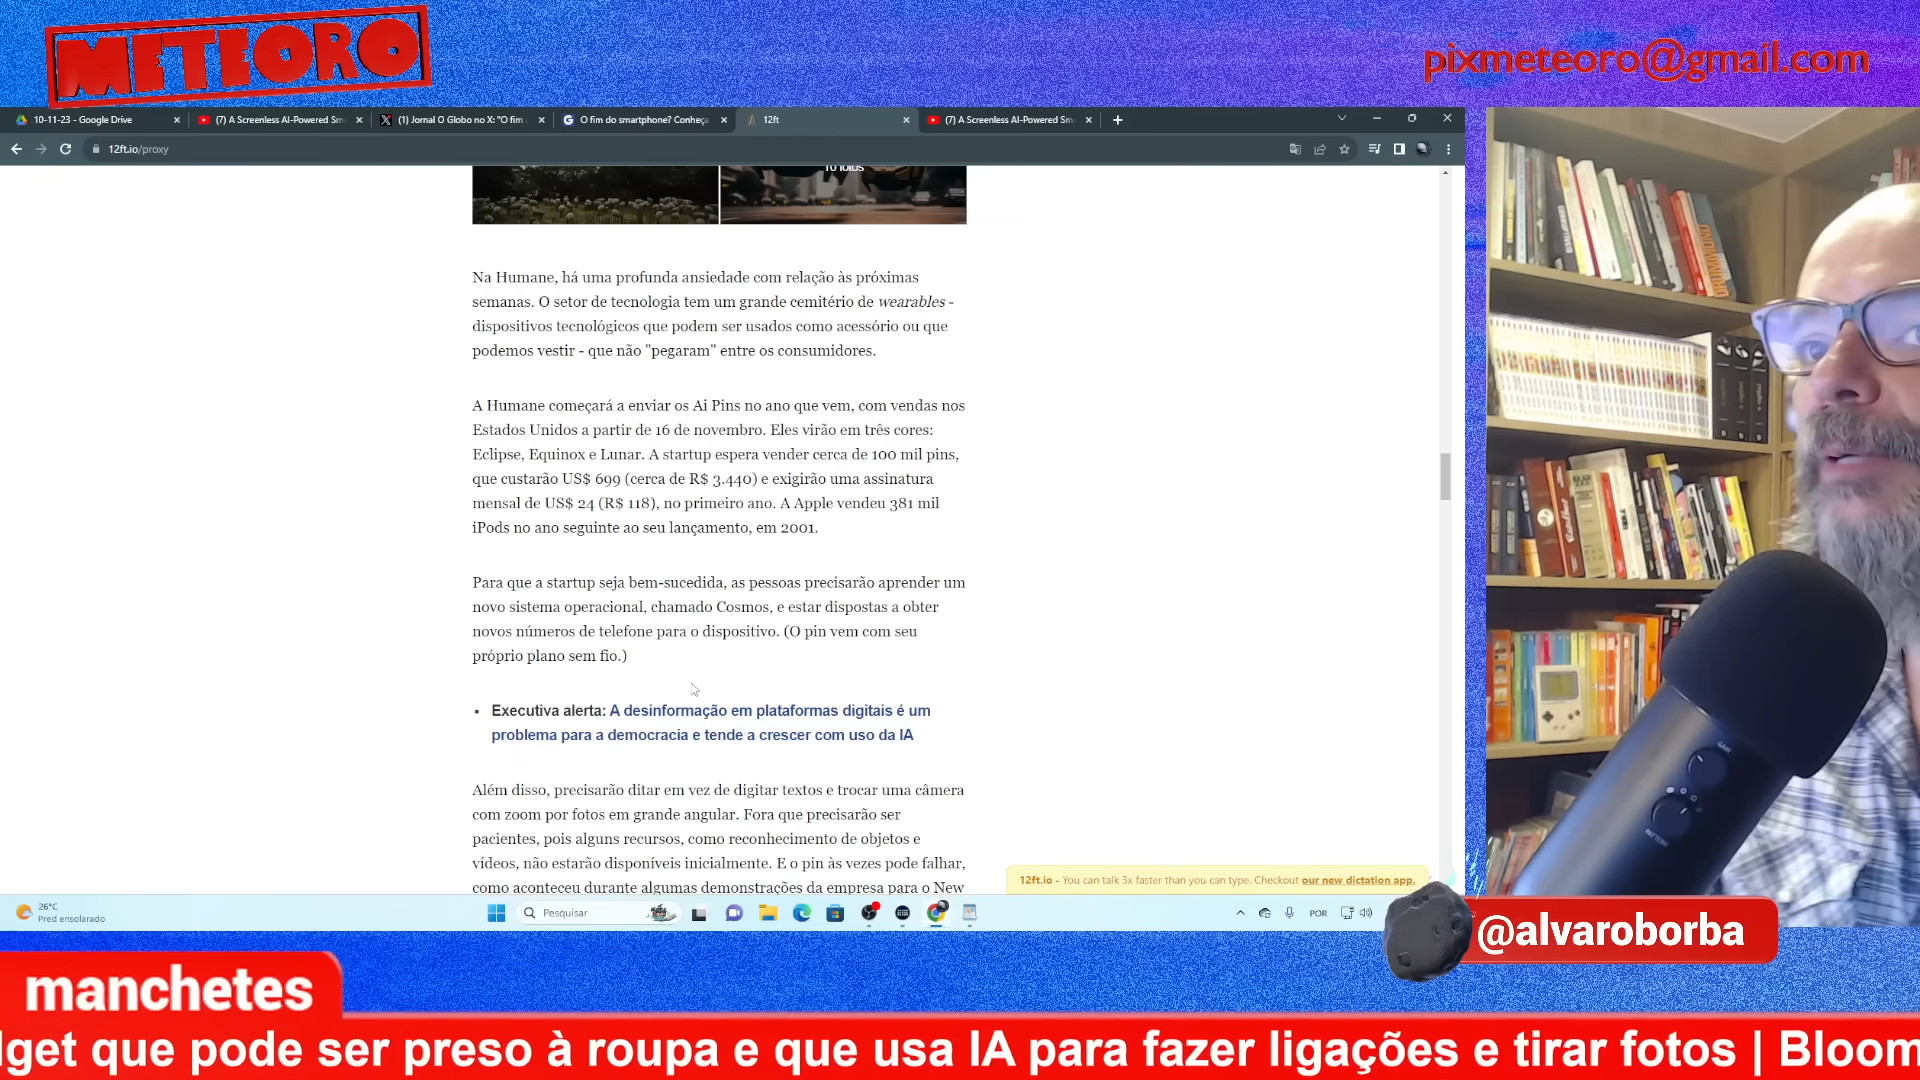 METEORO
pixmeteoro@gmail.com
10-11-23 - Google Drive
(7) A Screenless AI-Powered Sm
(1) Jornal O Globo no X: "O fim
O fim do smartphone? Conheça
12ft
(7) A Screenless AI-Powered Sm
12ft.io/proxy
10 fotos
Na Humane, há uma profunda ansiedade com relação às próximas
semanas. O setor de tecnologia tem um grande cemitério de wearables -
dispositivos tecnológicos que podem ser usados como acessório ou que
podemos vestir - que não "pegaram" entre os consumidores.
A Humane começará a enviar os Ai Pins no ano que vem, com vendas nos
Estados Unidos a partir de 16 de novembro. Eles virão em três cores:
Eclipse, Equinox e Lunar. A startup espera vender cerca de 100 mil pins,
que custarão US$ 699 (cerca de R$ 3.440) e exigirão uma assinatura
mensal de US$ 24 (R$ 118), no primeiro ano. A Apple vendeu 381 mil
iPods no ano seguinte ao seu lançamento, em 2001.
Para que a startup seja bem-sucedida, as pessoas precisarão aprender um
novo sistema operacional, chamado Cosmos, e estar dispostas a obter
novos números de telefone para o dispositivo. (O pin vem com seu
próprio plano sem fio.)
Executiva alerta: A desinformação em plataformas digitais é um
problema para a democracia e tende a crescer com uso da IA
Além disso, precisarão ditar em vez de digitar textos e trocar uma câmera
com zoom por fotos em grande angular. Fora que precisarão ser
pacientes, pois alguns recursos, como reconhecimento de objetos e
vídeos, não estarão disponíveis inicialmente. E o pin às vezes pode falhar,
como aconteceu durante algumas demonstrações da empresa para o New
12ft.io - You can talk 3x faster than you can type. Checkout our new dictation app.
26°C
Pred ensolarado
Pesquisar
POR
GAIN
PATTERN
@alvaroborba
manchetes
dget que pode ser preso à roupa e que usa IA para fazer ligações e tirar fotos | Bloom